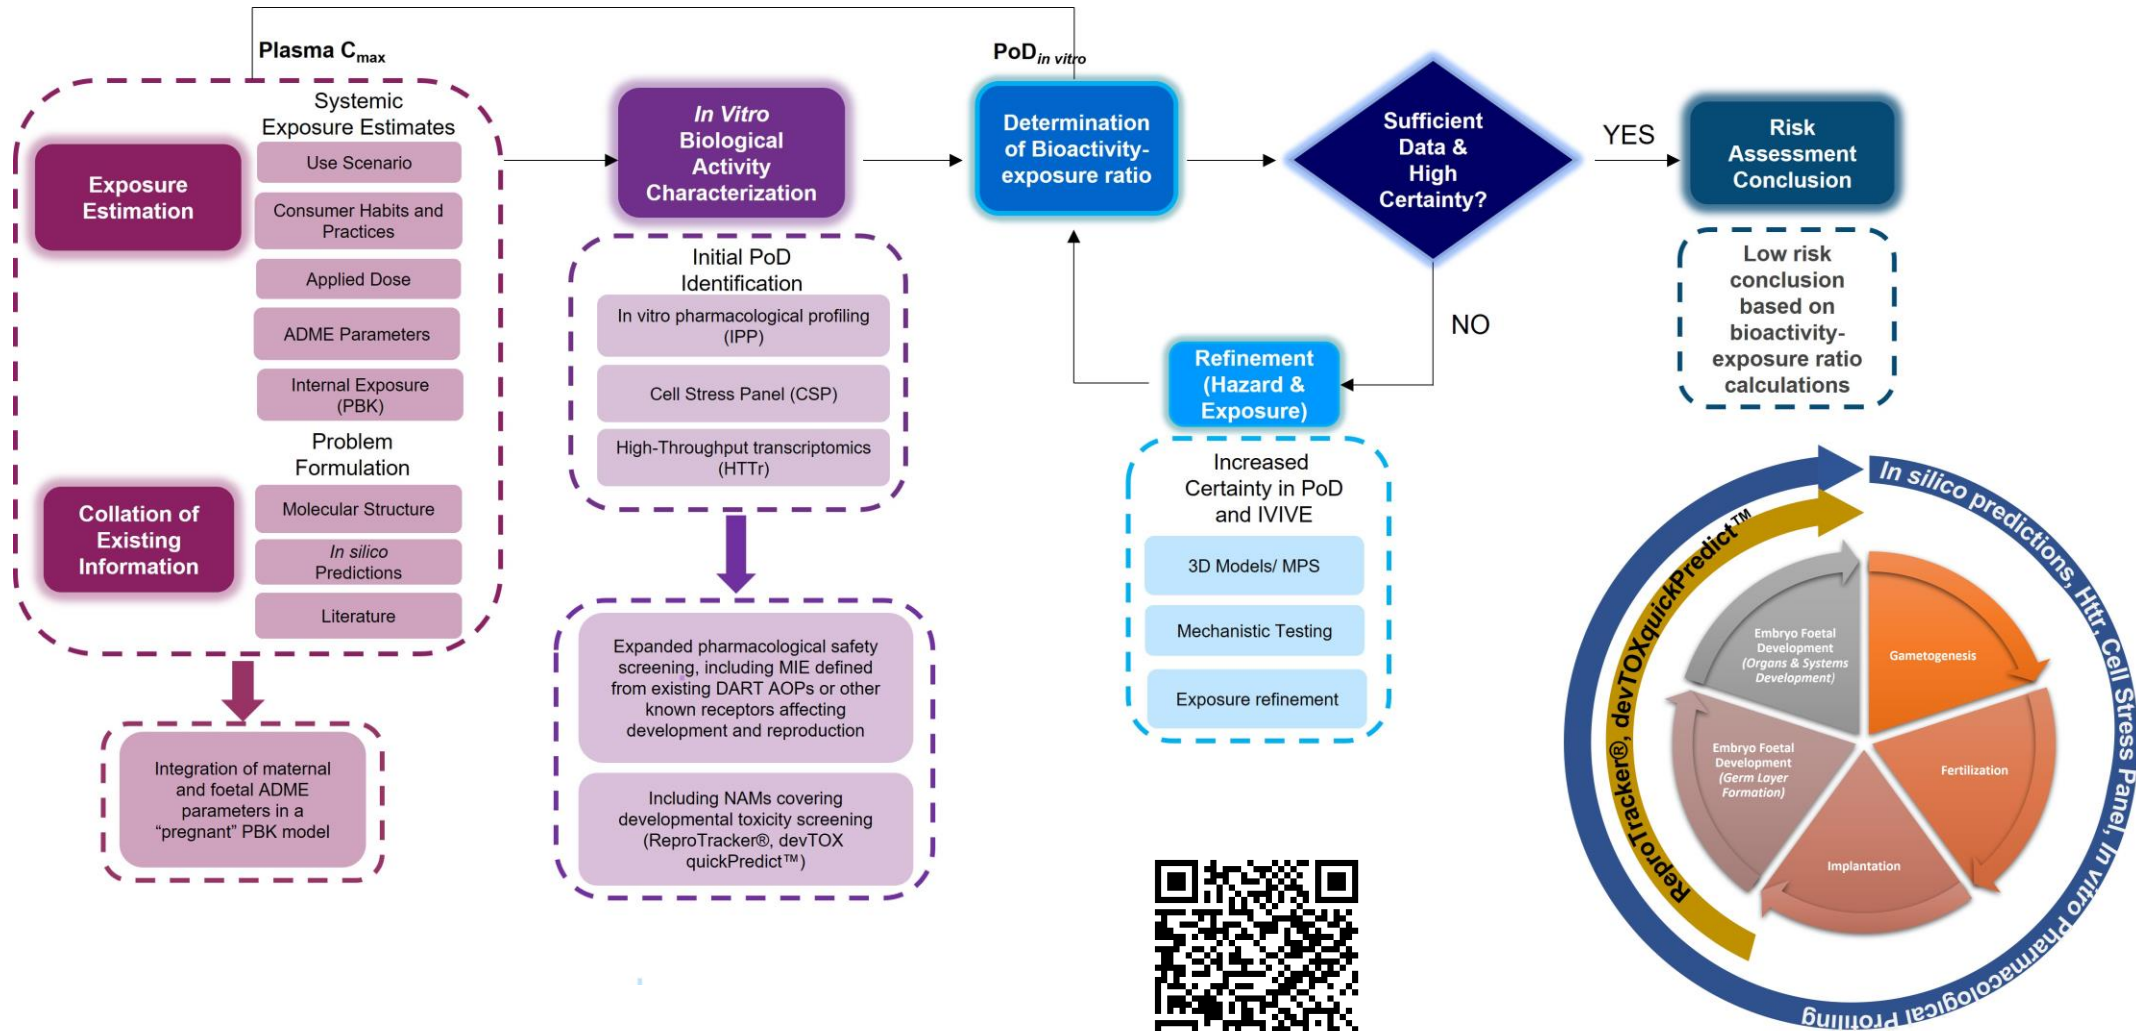 Plasma Cmax
PoDin vitro
Systemic
Exposure Estimates
Exposure
Estimation
Use Scenario
Consumer Habits and
Practices
Applied Dose
ADME Parameters
Internal Exposure
(PBK)
Problem
Formulation
Collation of
Existing
Information
Molecular Structure
In silico
Predictions
Literature
Integration of maternal
and foetal ADME
parameters in a
“pregnant” PBK model
In Vitro
Biological
Activity
Characterization
Initial PoD
Identification
In vitro pharmacological profiling
(IPP)
Cell Stress Panel (CSP)
High-Throughput transcriptomics
(HTTr)
Expanded pharmacological safety
screening, including MIE defined
from existing DART AOPs or other
known receptors affecting
development and reproduction
Including NAMs covering
developmental toxicity screening
(ReproTracker®, devTOX
quickPredict™)
Determination
of Bioactivity-
exposure ratio
Sufficient
Data &
High
Certainty?
YES
NO
Refinement
(Hazard &
Exposure)
Increased
Certainty in PoD
and IVIVE
3D Models/ MPS
Mechanistic Testing
Exposure refinement
Risk
Assessment
Conclusion
Low risk
conclusion
based on
bioactivity-
exposure ratio
calculations
In silico predictions, Httr, Cell Stress Panel, In vitro Pharmacological Profiling
ReproTracker®, devTOXquickPredict™
Gametogenesis
Fertilization
Implantation
Embryo Foetal
Development
(Germ Layer
Formation)
Embryo Foetal
Development
(Organs & Systems
Development)